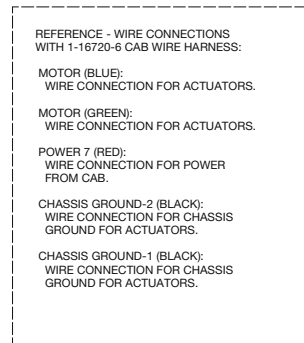 REFERENCE - WIRE CONNECTIONS
WITH 1-16720-6 CAB WIRE HARNESS:
MOTOR (BLUE):
WIRE CONNECTION FOR ACTUATORS.
MOTOR (GREEN):
WIRE CONNECTION FOR ACTUATORS.
POWER 7 (RED):
WIRE CONNECTION FOR POWER
FROM CAB.
CHASSIS GROUND-2 (BLACK):
WIRE CONNECTION FOR CHASSIS
GROUND FOR ACTUATORS.
CHASSIS GROUND-1 (BLACK):
WIRE CONNECTION FOR CHASSIS
GROUND FOR ACTUATORS.